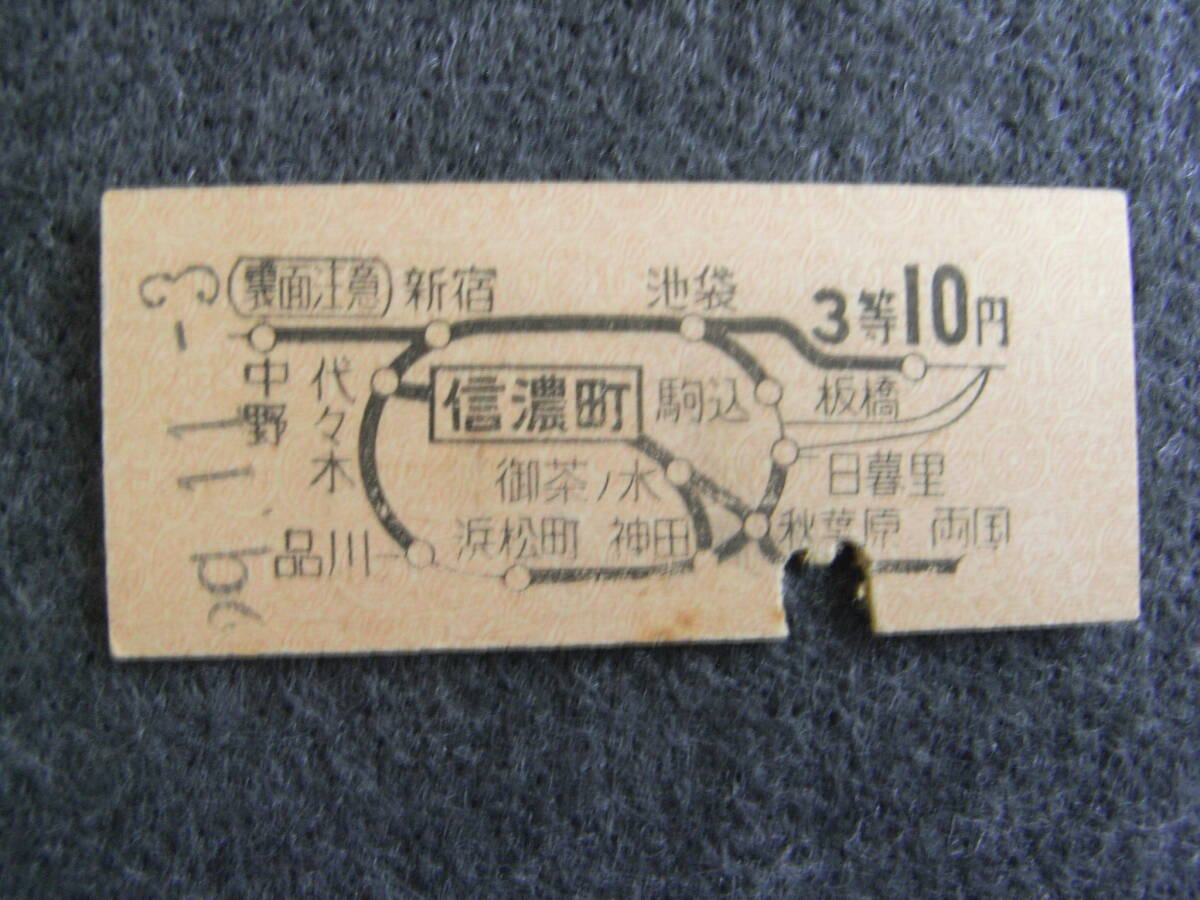 裏面注意 新宿 池袋 3等10円
中野 代々木 信濃町 駒込 板橋
御茶ノ水 日暮里
品川 浜松町 神田 秋葉原 両国